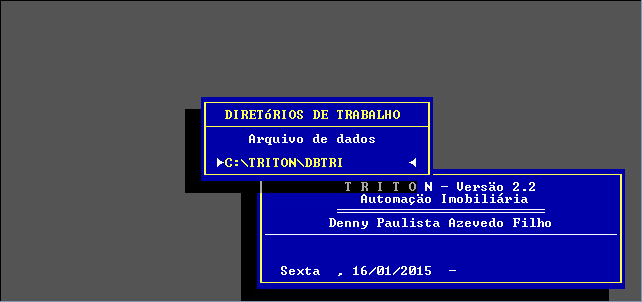 DIRETóRIOS DE TRABALHO
Arquivo de dados
►C:\TRITON\DBTRI ◄
T R I T O N - Versão 2.2
Automação Imobiliária
Denny Paulista Azevedo Filho
Sexta , 16/01/2015 -